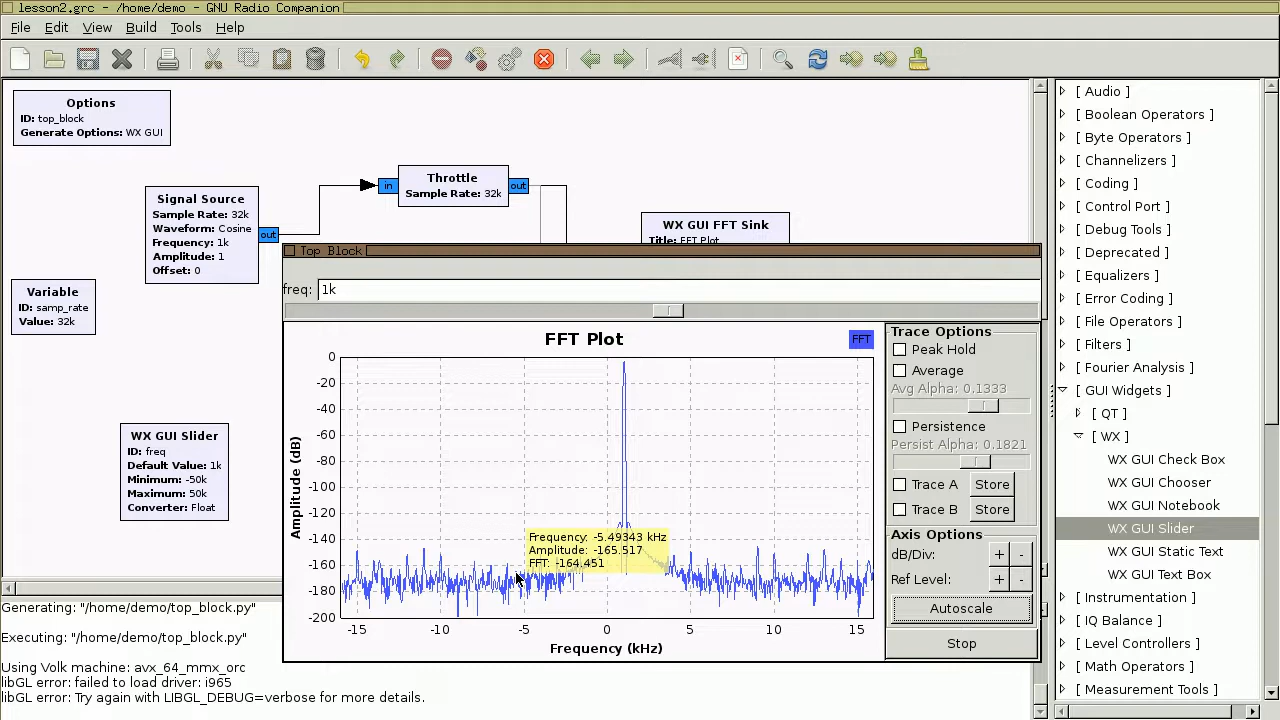 lesson2.grc - /home/demo - GNU Radio Companion
File Edit View Build Tools Help
Options
ID: top_block
Generate Options: WX GUI
Signal Source
Sample Rate: 32k
Waveform: Cosine
Frequency: 1k
Amplitude: 1
Offset: 0
out
in
Throttle
Sample Rate: 32k
out
WX GUI FFT Sink
Title: FFT Plot
Variable
ID: samp_rate
Value: 32k
WX GUI Slider
ID: freq
Default Value: 1k
Minimum: -50k
Maximum: 50k
Converter: Float
Top Block
freq: 1k
FFT Plot
FFT
Amplitude (dB)
0
-20
-40
-60
-80
-100
-120
-140
-160
-180
-200
-15 -10 -5 0 5 10 15
Frequency (kHz)
Frequency: -5.49343 kHz
Amplitude: -165.517
FFT: -164.451
Trace Options
Peak Hold
Average
Avg Alpha: 0.1333
Persistence
Persist Alpha: 0.1821
Trace A Store
Trace B Store
Axis Options
dB/Div: + -
Ref Level: + -
Autoscale
Stop
[ Audio ]
[ Boolean Operators ]
[ Byte Operators ]
[ Channelizers ]
[ Coding ]
[ Control Port ]
[ Debug Tools ]
[ Deprecated ]
[ Equalizers ]
[ Error Coding ]
[ File Operators ]
[ Filters ]
[ Fourier Analysis ]
[ GUI Widgets ]
[ QT ]
[ WX ]
WX GUI Check Box
WX GUI Chooser
WX GUI Notebook
WX GUI Slider
WX GUI Static Text
WX GUI Text Box
[ Instrumentation ]
[ IQ Balance ]
[ Level Controllers ]
[ Math Operators ]
[ Measurement Tools ]
Generating: "/home/demo/top_block.py"
Executing: "/home/demo/top_block.py"
Using Volk machine: avx_64_mmx_orc
libGL error: failed to load driver: i965
libGL error: Try again with LIBGL_DEBUG=verbose for more details.